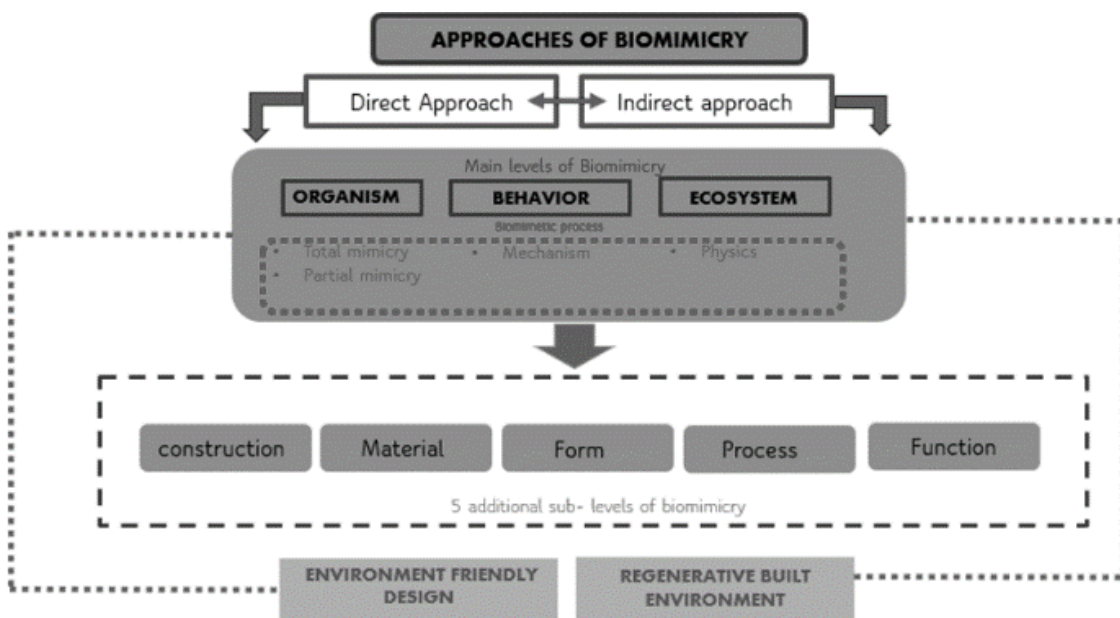 APPROACHES OF BIOMIMICRY
Direct Approach
Indirect approach
Main levels of Biomimicry
ORGANISM
BEHAVIOR
ECOSYSTEM
Biomimetic process
• Total mimicry
• Partial mimicry
• Mechanism
• Physics
construction
Material
Form
Process
Function
5 additional sub- levels of biomimicry
ENVIRONMENT FRIENDLY
DESIGN
REGENERATIVE BUILT
ENVIRONMENT